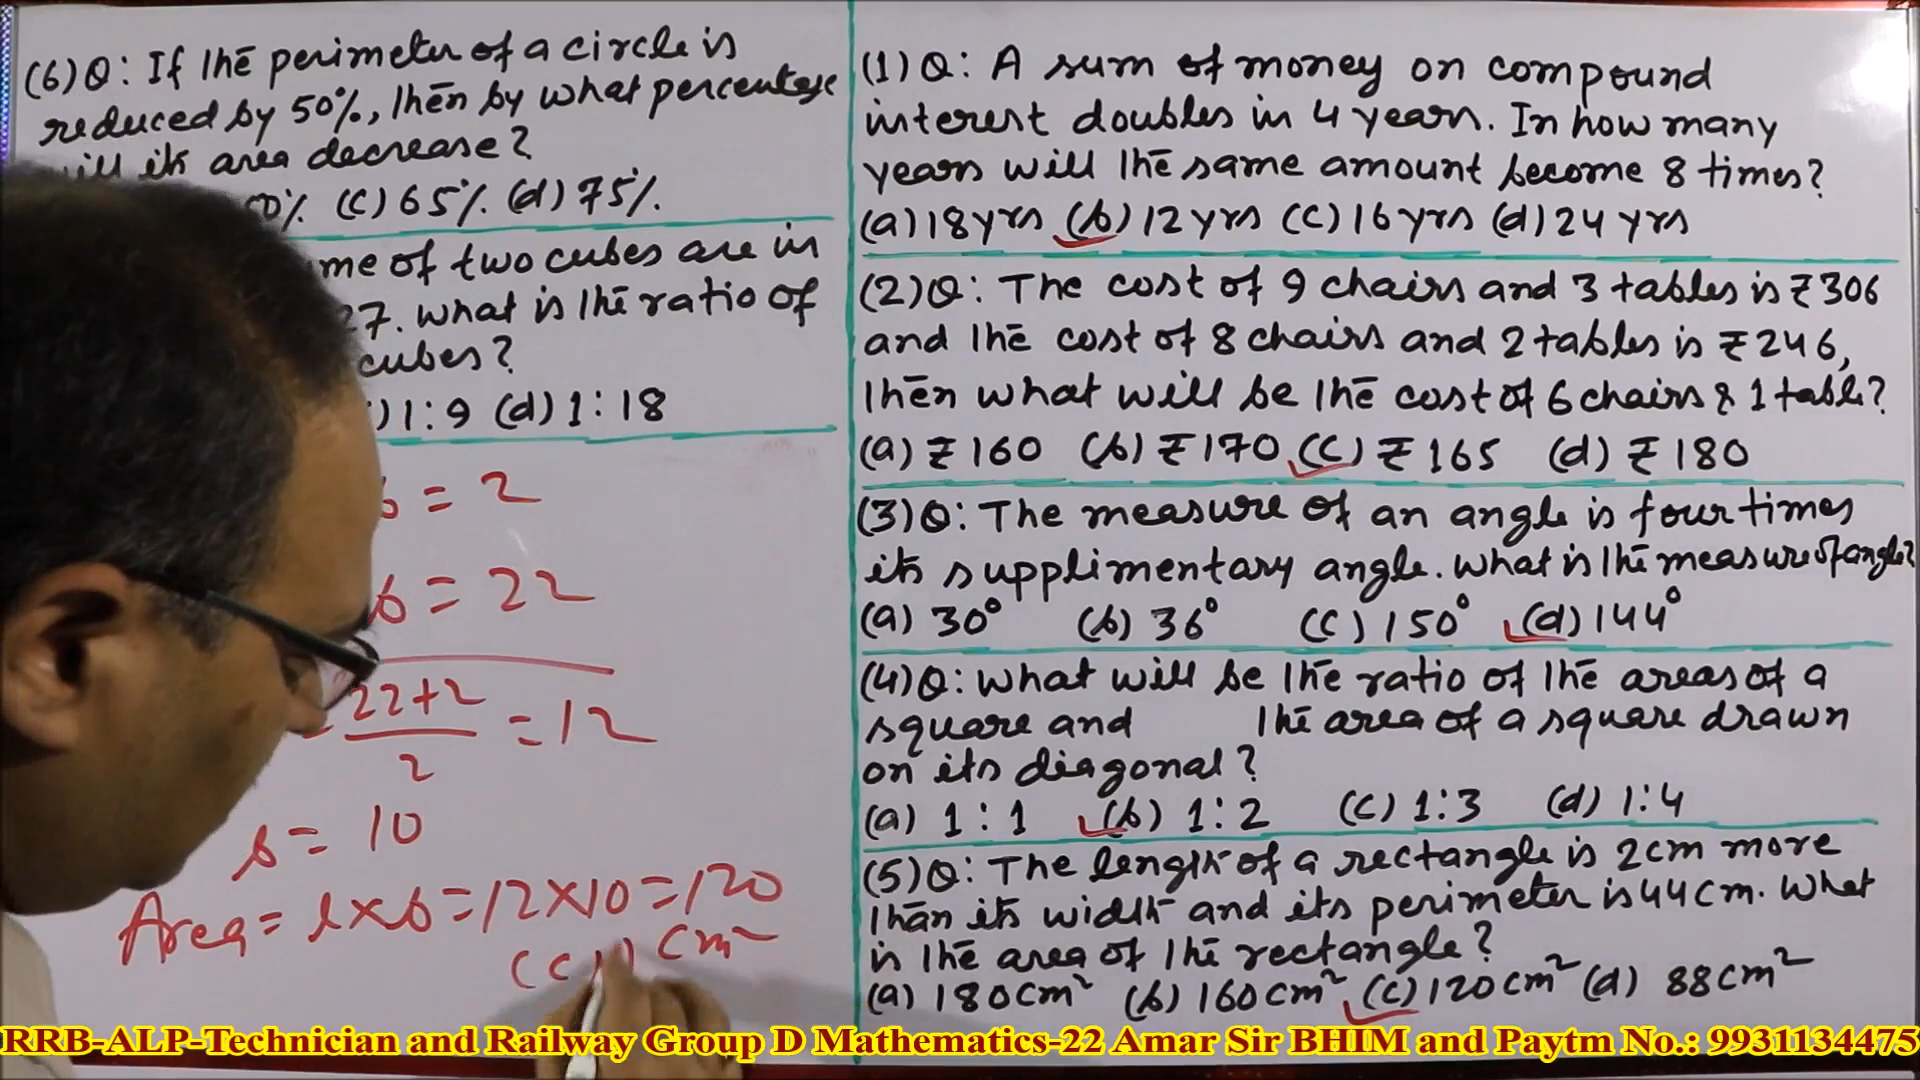 (6)Q: If the perimeter of a circle is
reduced by 50%, then by what percentage
will its area decrease?
0% (c) 65% (d) 75%.
me of two cubes are in
27. what is the ratio of
cubes?
) 1:9 (d) 1:18
b = 2
b = 22
22+2
= 12
2
b = 10
Area = l×b = 12×10 = 120
(c) cm²
(1)Q: A sum of money on compound
interest doubles in 4 years. In how many
years will the same amount become 8 times?
(a) 18 yrs (b) 12 yrs (c) 16 yrs (d) 24 yrs
(2)Q: The cost of 9 chairs and 3 tables is ₹306
and the cost of 8 chairs and 2 tables is ₹246,
then what will be the cost of 6 chairs & 1 table?
(a) ₹160 (b) ₹170 (c) ₹165 (d) ₹180
(3)Q: The measure of an angle is four times
its supplimentary angle. what is the measure of angle?
(a) 30° (b) 36° (c) 150° (d) 144°
(4)Q: what will be the ratio of the areas of a
square and the area of a square drawn
on its diagonal?
(a) 1:1 (b) 1:2 (c) 1:3 (d) 1:4
(5)Q: The length of a rectangle is 2cm more
than its width and its perimeter is 44cm. what
is the area of the rectangle?
(a) 180cm² (b) 160cm² (c) 120cm² (d) 88cm²
RRB-ALP-Technician and Railway Group D Mathematics-22 Amar Sir BHIM and Paytm No.: 9931134475